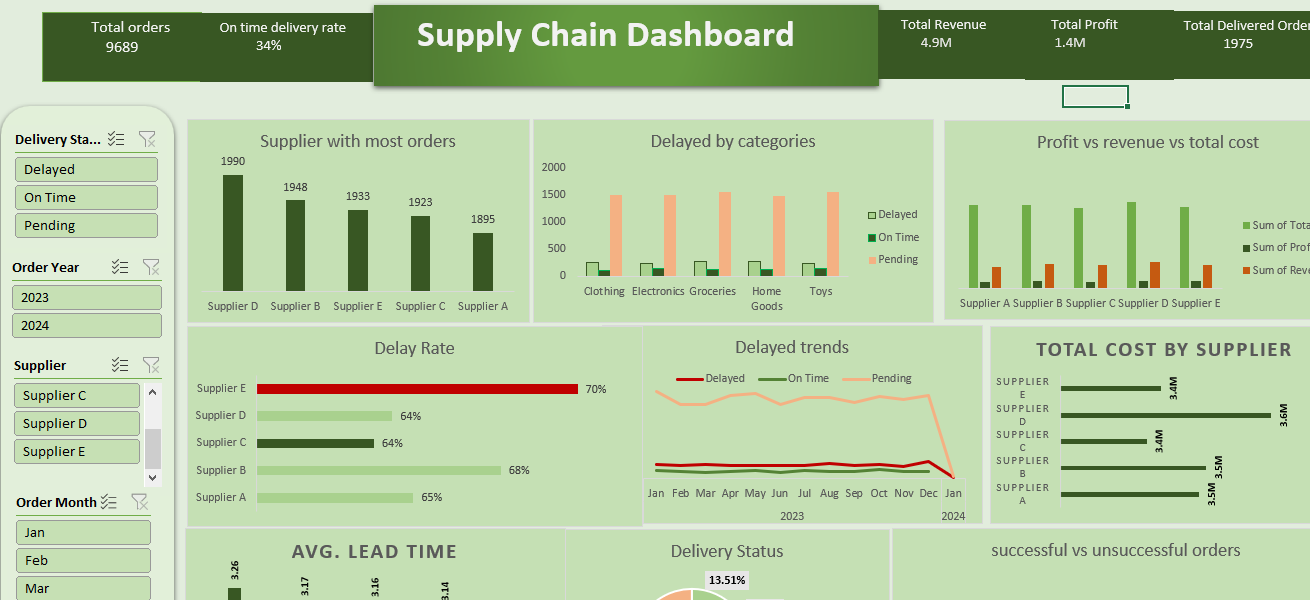 Total orders
9689
On time delivery rate
34%
Supply Chain Dashboard
Total Revenue
4.9M
Total Profit
1.4M
Total Delivered Order
1975
Delivery Sta...
Delayed
On Time
Pending
Order Year
2023
2024
Supplier
Supplier C
Supplier D
Supplier E
Order Month
Jan
Feb
Mar
Supplier with most orders
1990
1948
1933
1923
1895
Supplier D Supplier B Supplier E Supplier C Supplier A
Delayed by categories
2000
1500
1000
500
0
Clothing Electronics Groceries Home Goods Toys
Delayed
On Time
Pending
Profit vs revenue vs total cost
Supplier A Supplier B Supplier C Supplier D Supplier E
Sum of Tota
Sum of Prof
Sum of Reve
Delay Rate
Supplier E 70%
Supplier D 64%
Supplier C 64%
Supplier B 68%
Supplier A 65%
Delayed trends
Delayed On Time Pending
Jan Feb Mar Apr May Jun Jul Aug Sep Oct Nov Dec Jan
2023 2024
TOTAL COST BY SUPPLIER
SUPPLIER E 3.4M
SUPPLIER D 3.6M
SUPPLIER C 3.4M
SUPPLIER B 3.5M
SUPPLIER A 3.5M
AVG. LEAD TIME
3.26
3.17
3.16
3.14
Delivery Status
13.51%
successful vs unsuccessful orders